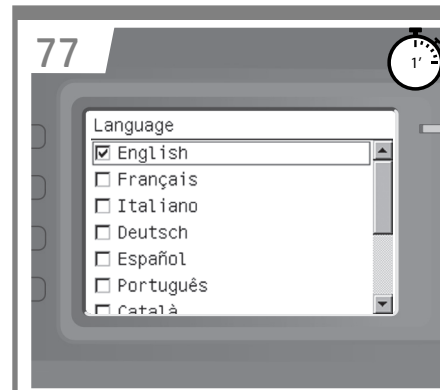 77
1’
Language
English
Français
Italiano
Deutsch
Español
Português
Català